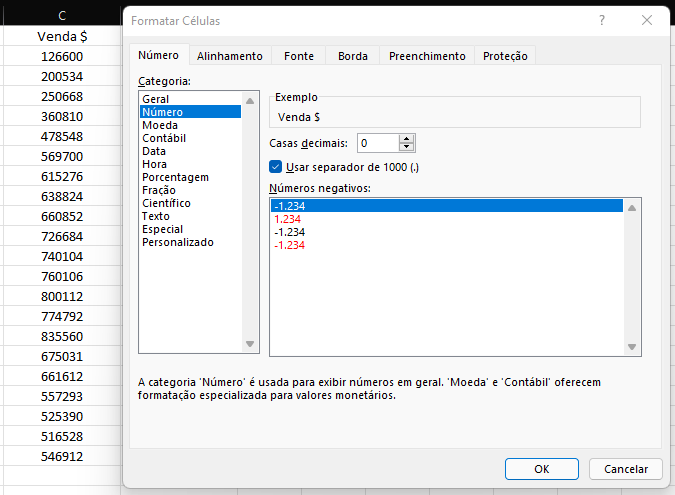 C
Venda $
126600
200534
250668
360810
478548
569700
615276
638824
660852
726684
740104
760106
800112
774792
835560
675031
661612
557293
525390
516528
546912
Formatar Células
?
Número Alinhamento Fonte Borda Preenchimento Proteção
Categoria:
Geral
Número
Moeda
Contábil
Data
Hora
Porcentagem
Fração
Científico
Texto
Especial
Personalizado
Exemplo
Venda $
Casas decimais: 0
Usar separador de 1000 (.)
Números negativos:
-1.234
1.234
-1.234
-1.234
A categoria 'Número' é usada para exibir números em geral. 'Moeda' e 'Contábil' oferecem
formatação especializada para valores monetários.
OK Cancelar